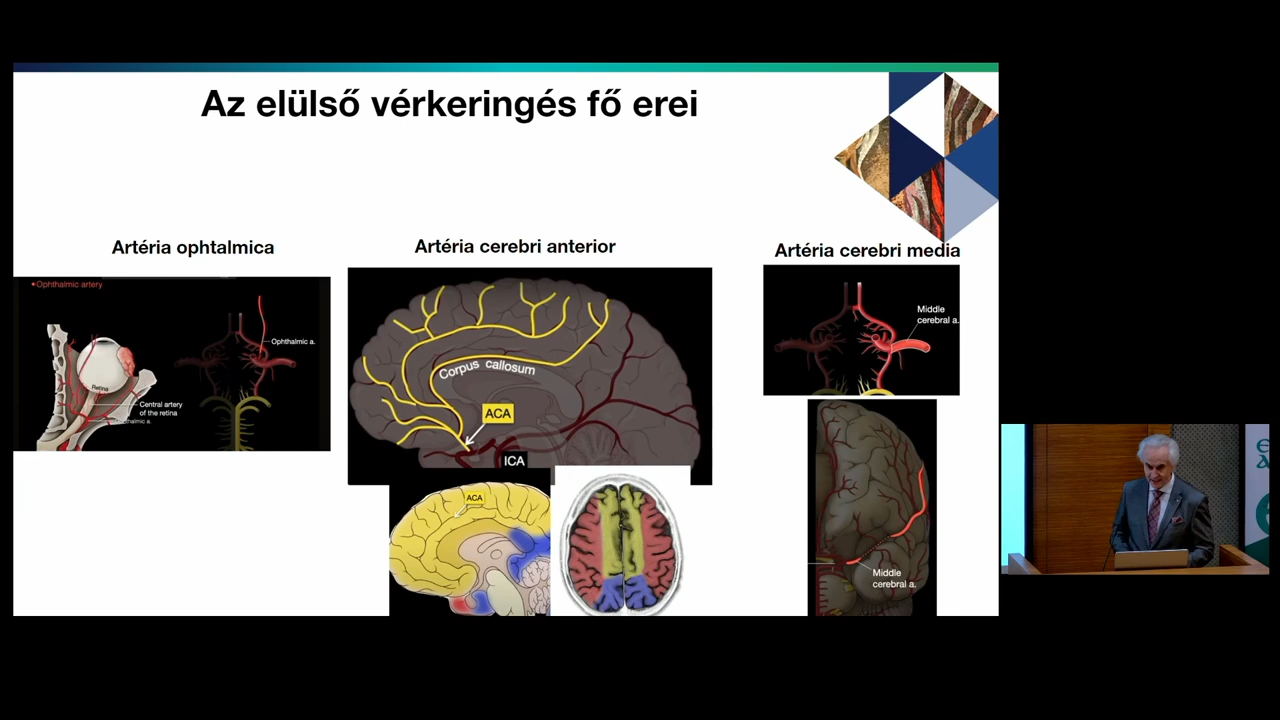 Az elülső vérkeringés fő erei
Artéria ophtalmica
Artéria cerebri anterior
Artéria cerebri media
•Ophthalmic artery
Ophthalmic a.
Retina
Central artery
of the retina
Corpus callosum
ACA
ICA
ACA
Middle
cerebral a.
Middle
cerebral a.